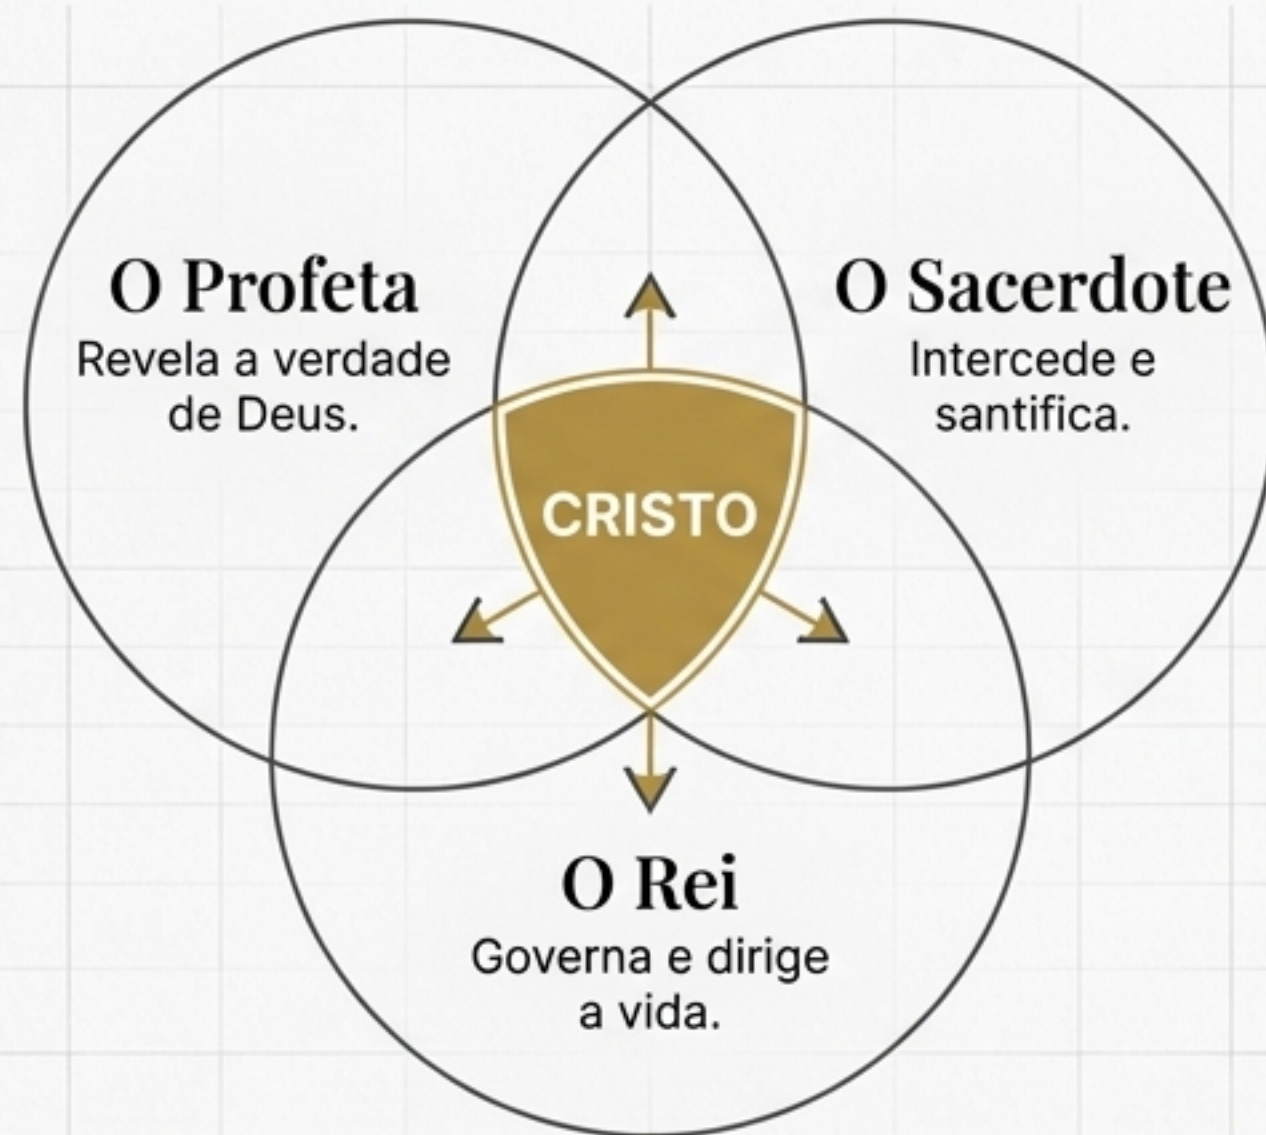 O Profeta
Revela a verdade
de Deus.
O Sacerdote
Intercede e
santifica.
CRISTO
O Rei
Governa e dirige
a vida.